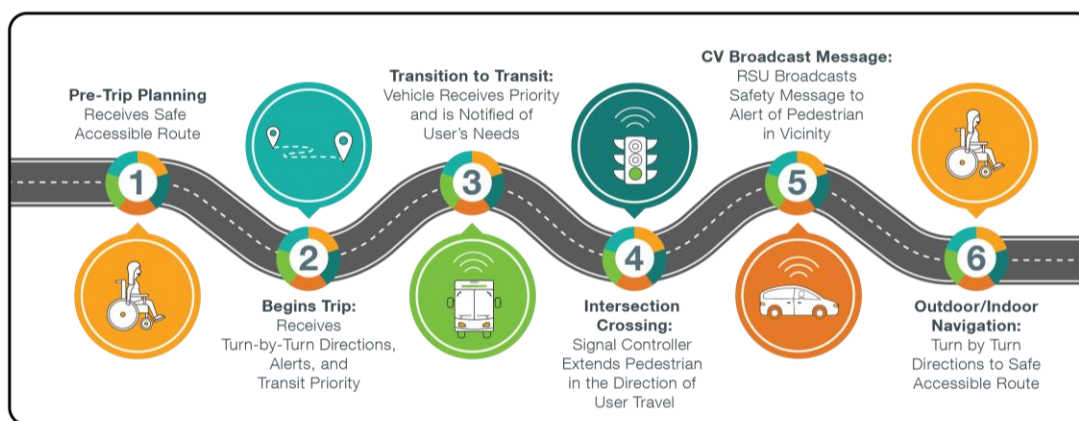 1
Pre-Trip Planning
Receives Safe
Accessible Route
2
Begins Trip:
Receives
Turn-by-Turn Directions,
Alerts, and
Transit Priority
3
Transition to Transit:
Vehicle Receives Priority
and is Notified of
User's Needs
4
Intersection
Crossing:
Signal Controller
Extends Pedestrian
in the Direction of
User Travel
5
CV Broadcast Message:
RSU Broadcasts
Safety Message to
Alert of Pedestrian
in Vicinity
6
Outdoor/Indoor
Navigation:
Turn by Turn
Directions to Safe
Accessible Route